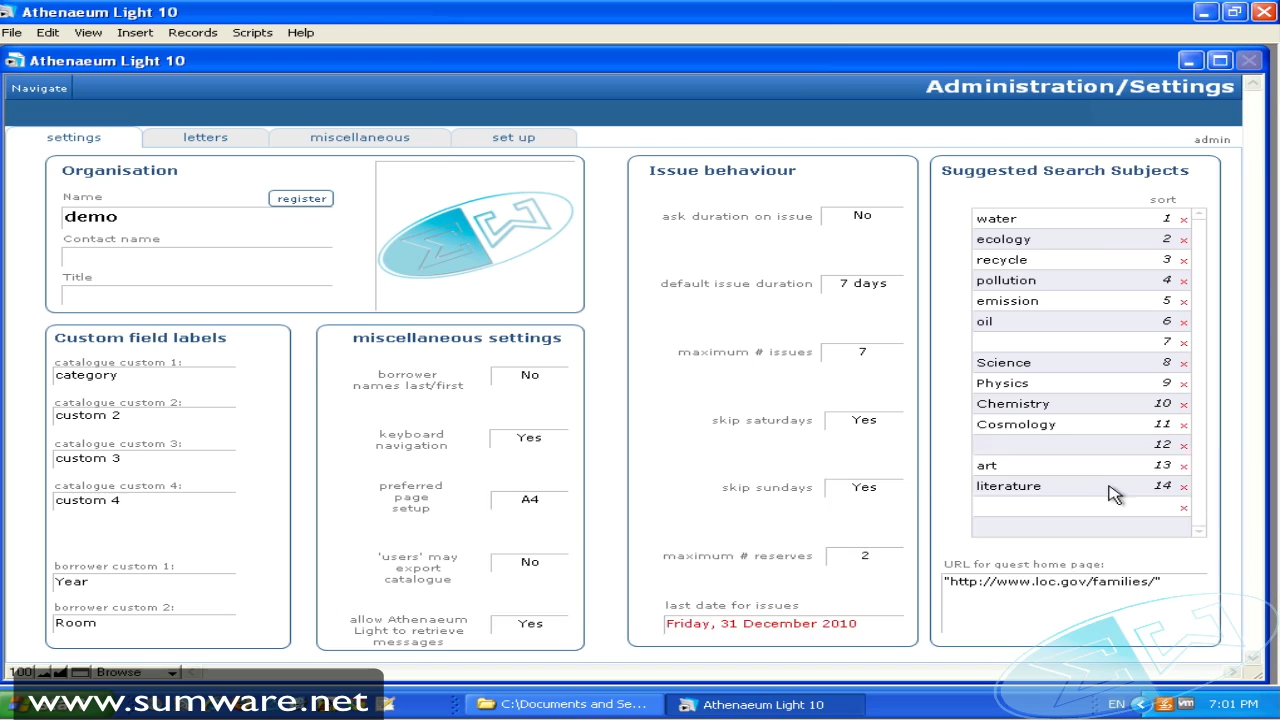 Athenaeum Light 10
File Edit View Insert Records Scripts Help
Athenaeum Light 10
Navigate
Administration/Settings
settings letters miscellaneous set up
admin
Organisation
Name
register
demo
Contact name
Title
Custom field labels
catalogue custom 1:
category
catalogue custom 2:
custom 2
catalogue custom 3:
custom 3
catalogue custom 4:
custom 4
borrower custom 1:
Year
borrower custom 2:
Room
miscellaneous settings
borrower
names last/first
No
keyboard
navigation
Yes
preferred
page
setup
A4
'users' may
export
catalogue
No
allow Athenaeum
Light to retrieve
messages
Yes
Issue behaviour
ask duration on issue No
default issue duration 7 days
maximum # issues 7
skip saturdays Yes
skip sundays Yes
maximum # reserves 2
last date for issues
Friday, 31 December 2010
Suggested Search Subjects
sort
water 1 x
ecology 2 x
recycle 3 x
pollution 4 x
emission 5 x
oil 6 x
7 x
Science 8 x
Physics 9 x
Chemistry 10 x
Cosmology 11 x
12 x
art 13 x
literature 14 x
x
URL for guest home page:
"http://www.loc.gov/families/"
100 Browse
www.sumware.net
C:\Documents and Se...
Athenaeum Light 10
EN
7:01 PM